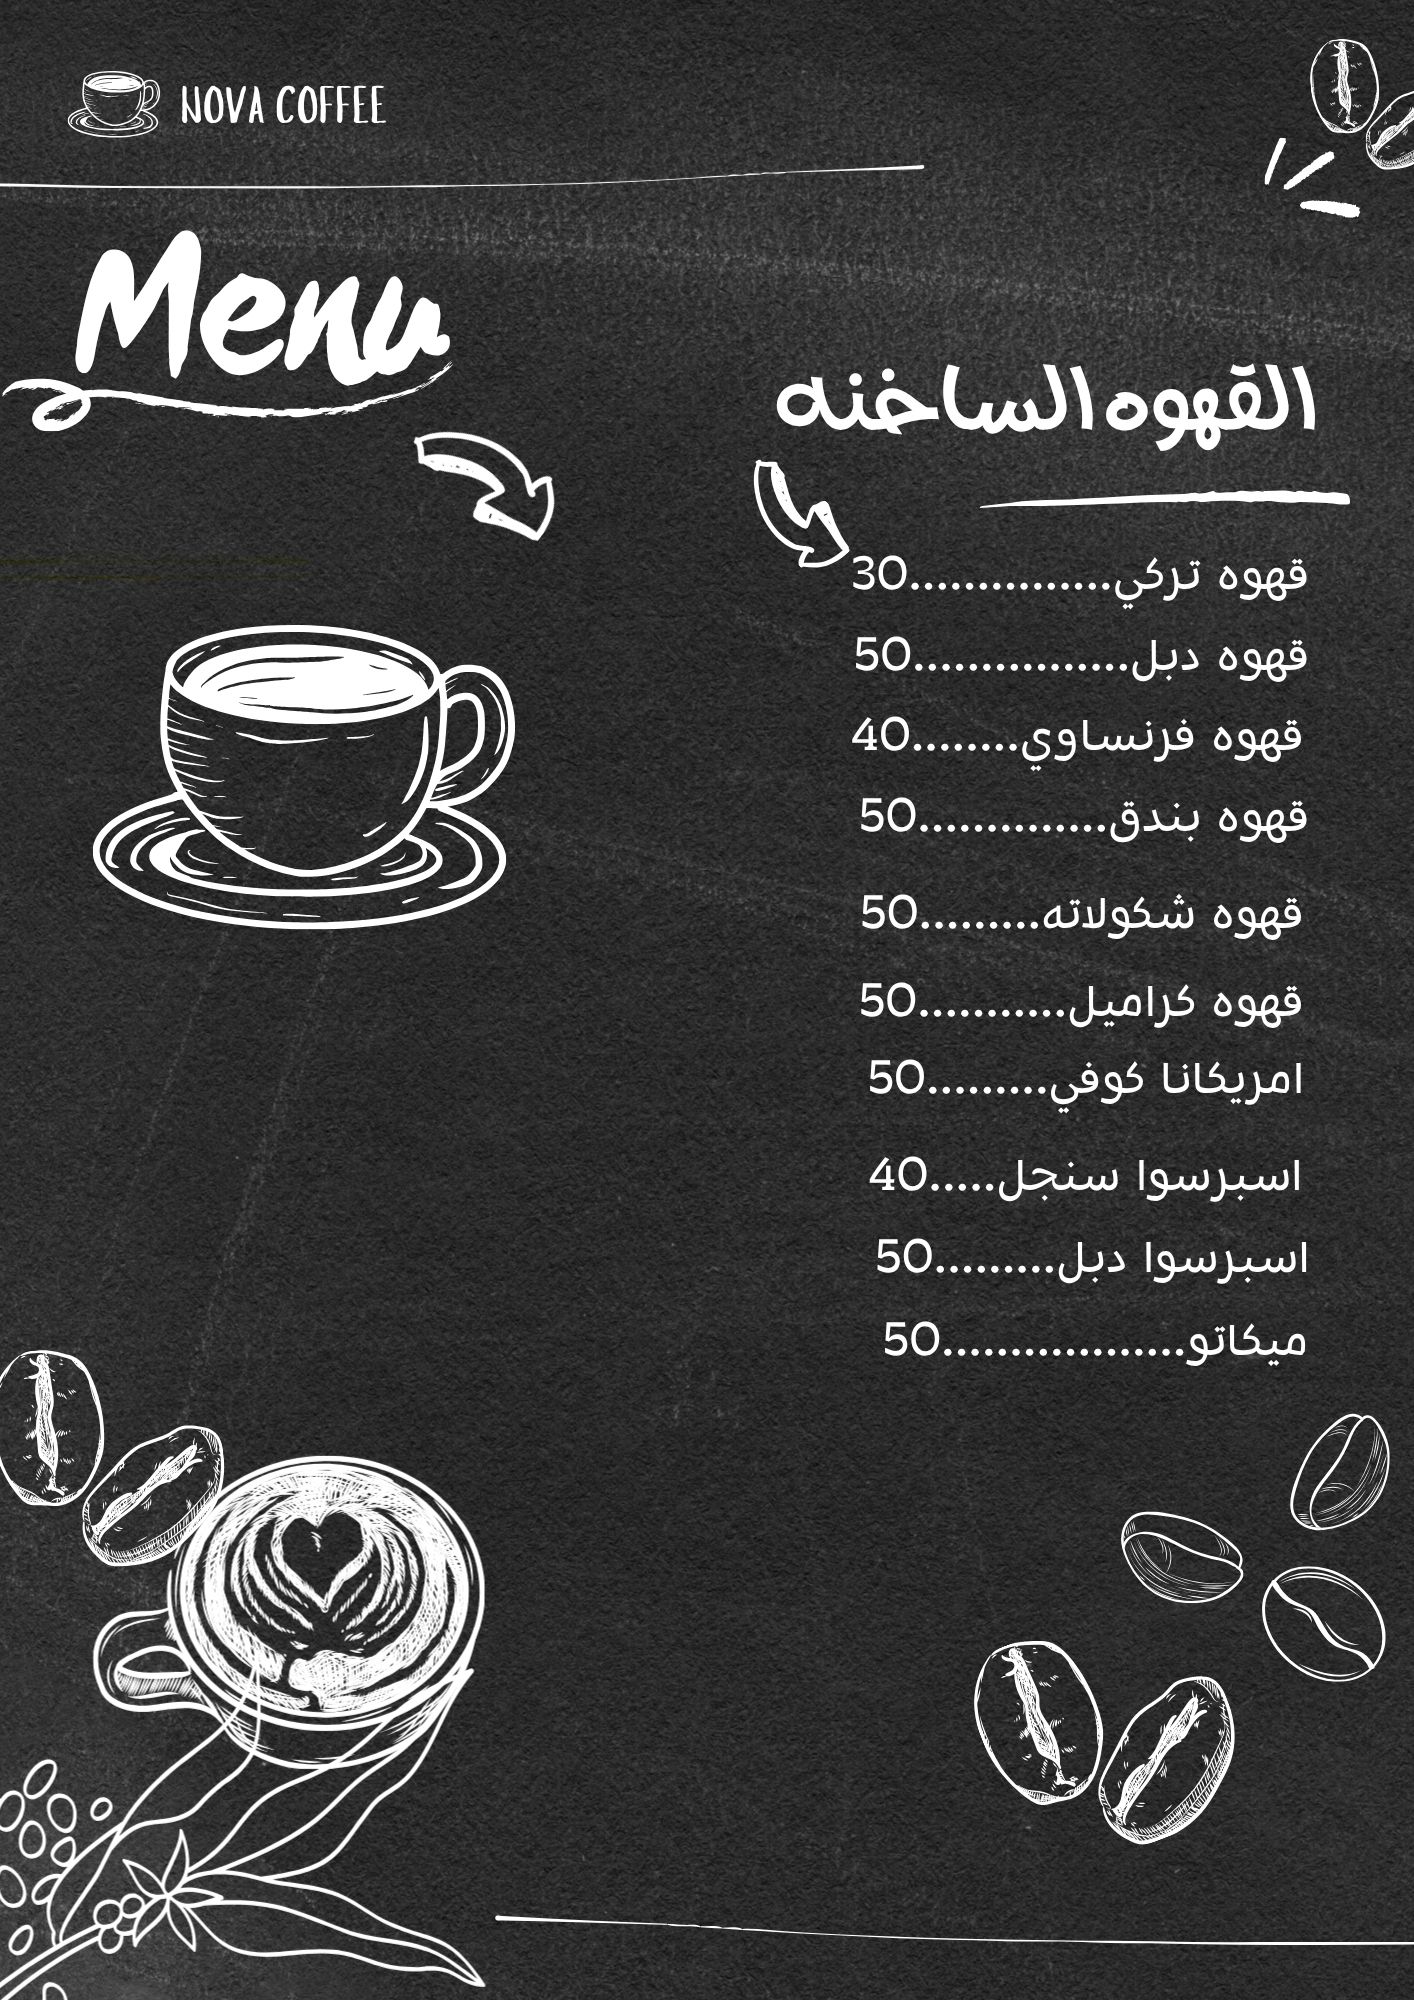 NOVA COFFEE
Menu
القهوه الساخنه
قهوه تركي...............30
قهوه دبل................50
قهوه فرنساوي........40
قهوه بندق..............50
قهوه شكولاته.........50
قهوه كراميل...........50
امريكانا كوفي.........50
اسبرسوا سنجل.....40
اسبرسوا دبل.........50
ميكاتو..................50